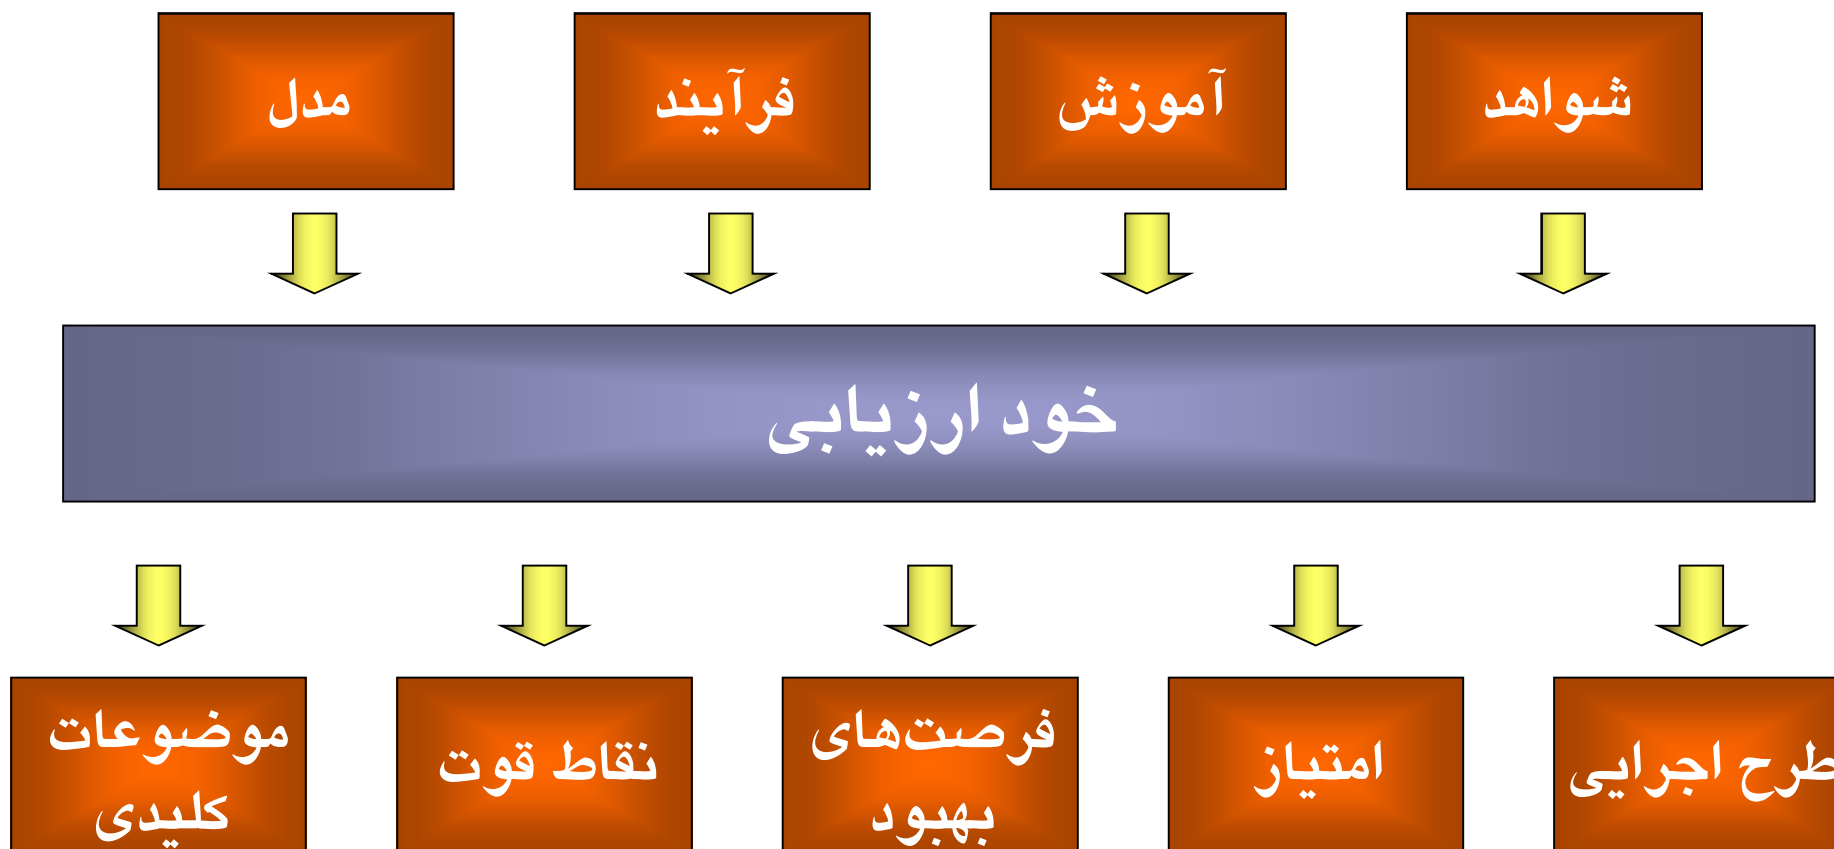 شواهد
آموزش
فرآیند
مدل
خود ارزیابی
طرح اجرایی
امتیاز
فرصت‌های
بهبود
نقاط قوت
موضوعات
کلیدی